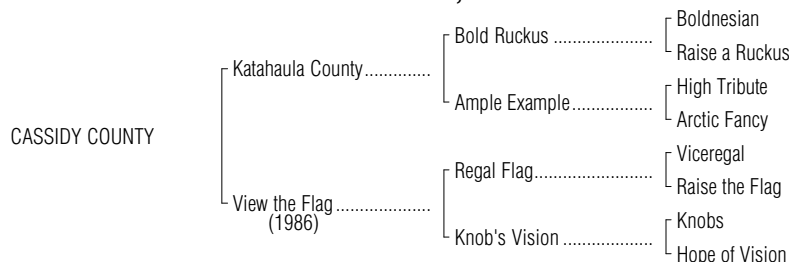 Boldnesian
Bold Ruckus ....................
Raise a Ruckus
Katahaula County..............
High Tribute
Ample Example.................
Arctic Fancy
CASSIDY COUNTY
Viceregal
Regal Flag.........................
Raise the Flag
View the Flag ....................
(1986)
Knobs
Knob's Vision ...................
Hope of Vision